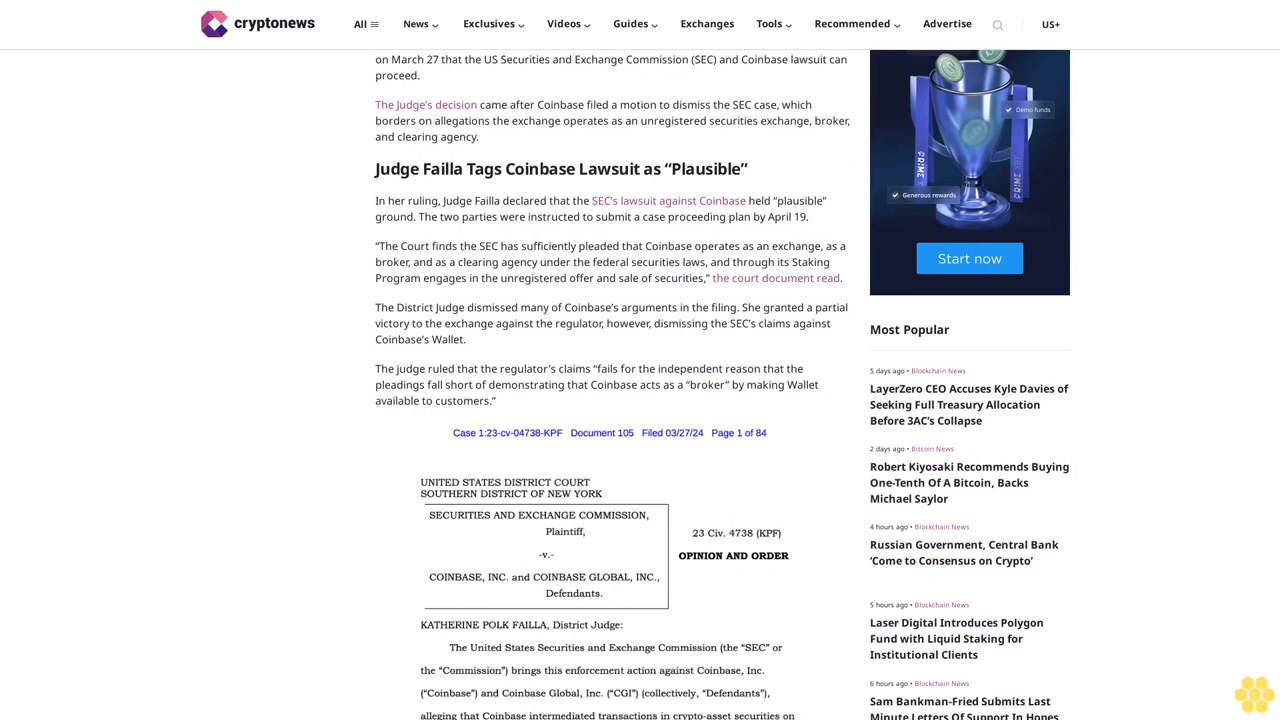 cryptonews
All
News
Exclusives
Videos
Guides
Exchanges
Tools
Recommended
Advertise
US+
on March 27 that the US Securities and Exchange Commission (SEC) and Coinbase lawsuit can
proceed.
The Judge’s decision came after Coinbase filed a motion to dismiss the SEC case, which
borders on allegations the exchange operates as an unregistered securities exchange, broker,
and clearing agency.
Judge Failla Tags Coinbase Lawsuit as “Plausible”
In her ruling, Judge Failla declared that the SEC’s lawsuit against Coinbase held “plausible”
ground. The two parties were instructed to submit a case proceeding plan by April 19.
“The Court finds the SEC has sufficiently pleaded that Coinbase operates as an exchange, as a
broker, and as a clearing agency under the federal securities laws, and through its Staking
Program engages in the unregistered offer and sale of securities,” the court document read.
The District Judge dismissed many of Coinbase’s arguments in the filing. She granted a partial
victory to the exchange against the regulator, however, dismissing the SEC’s claims against
Coinbase’s Wallet.
The judge ruled that the regulator’s claims “fails for the independent reason that the
pleadings fall short of demonstrating that Coinbase acts as a “broker” by making Wallet
available to customers.”
Case 1:23-cv-04738-KPF Document 105 Filed 03/27/24 Page 1 of 84
UNITED STATES DISTRICT COURT
SOUTHERN DISTRICT OF NEW YORK
SECURITIES AND EXCHANGE COMMISSION,
Plaintiff,
-v.-
COINBASE, INC. and COINBASE GLOBAL, INC.,
Defendants.
23 Civ. 4738 (KPF)
OPINION AND ORDER
KATHERINE POLK FAILLA, District Judge:
The United States Securities and Exchange Commission (the “SEC” or
the “Commission”) brings this enforcement action against Coinbase, Inc.
(“Coinbase”) and Coinbase Global, Inc. (“CGI”) (collectively, “Defendants”),
alleging that Coinbase intermediated transactions in crypto-asset securities on
Demo funds
PRIME
PRIME
Generous rewards
Start now
Most Popular
5 days ago • Blockchain News
LayerZero CEO Accuses Kyle Davies of
Seeking Full Treasury Allocation
Before 3AC’s Collapse
2 days ago • Bitcoin News
Robert Kiyosaki Recommends Buying
One-Tenth Of A Bitcoin, Backs
Michael Saylor
4 hours ago • Blockchain News
Russian Government, Central Bank
‘Come to Consensus on Crypto’
5 hours ago • Blockchain News
Laser Digital Introduces Polygon
Fund with Liquid Staking for
Institutional Clients
6 hours ago • Blockchain News
Sam Bankman-Fried Submits Last
Minute Letters Of Support In Hopes